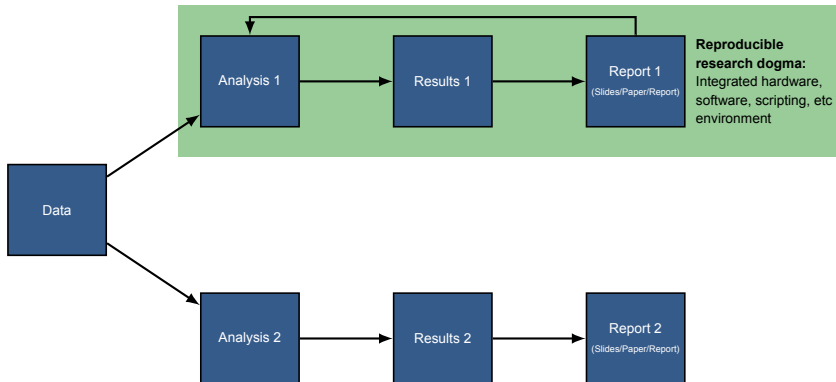 Analysis 1
Results 1
Report 1
(Slides/Paper/Report)
Reproducible
research dogma:
Integrated hardware,
software, scripting, etc
environment
Data
Analysis 2
Results 2
Report 2
(Slides/Paper/Report)